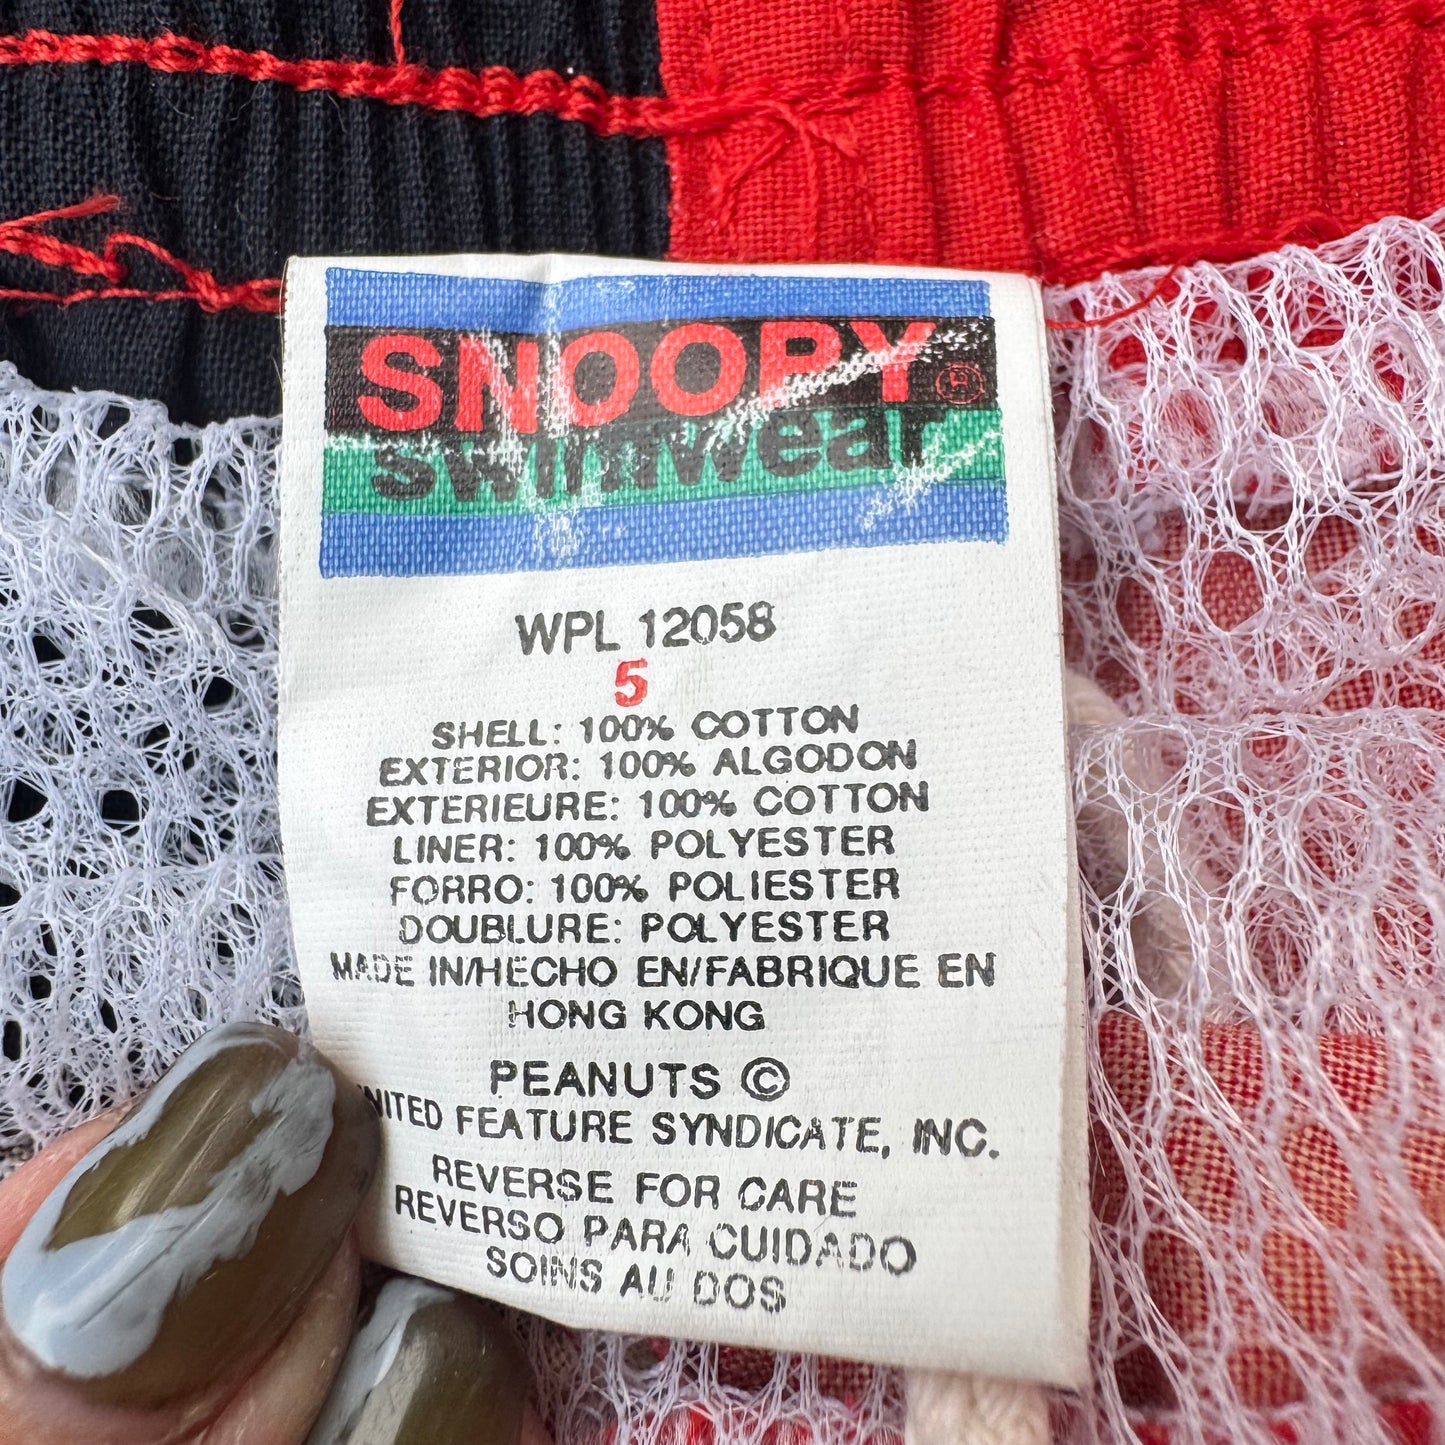 SNOOPY ®
swimwear
WPL 12058
5
SHELL: 100% COTTON
EXTERIOR: 100% ALGODON
EXTERIEURE: 100% COTTON
LINER: 100% POLYESTER
FORRO: 100% POLIESTER
DOUBLURE: POLYESTER
MADE IN/HECHO EN/FABRIQUE EN
HONG KONG
PEANUTS ©
NITED FEATURE SYNDICATE, INC.
REVERSE FOR CARE
REVERSO PARA CUIDADO
SOINS AU DOS